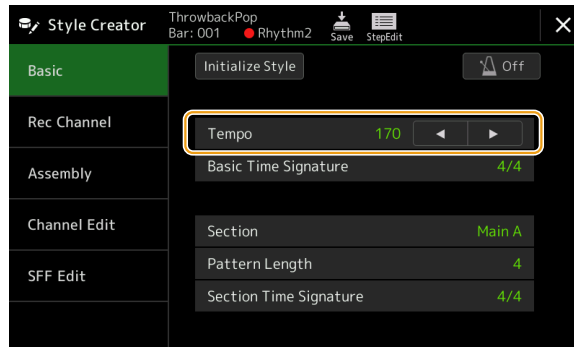 Style Creator
ThrowbackPop
Bar: 001 Rhythm2
Save
StepEdit
Basic
Initialize Style
Off
Rec Channel
Tempo 170
Assembly
Basic Time Signature 4/4
Channel Edit
Section Main A
SFF Edit
Pattern Length 4
Section Time Signature 4/4